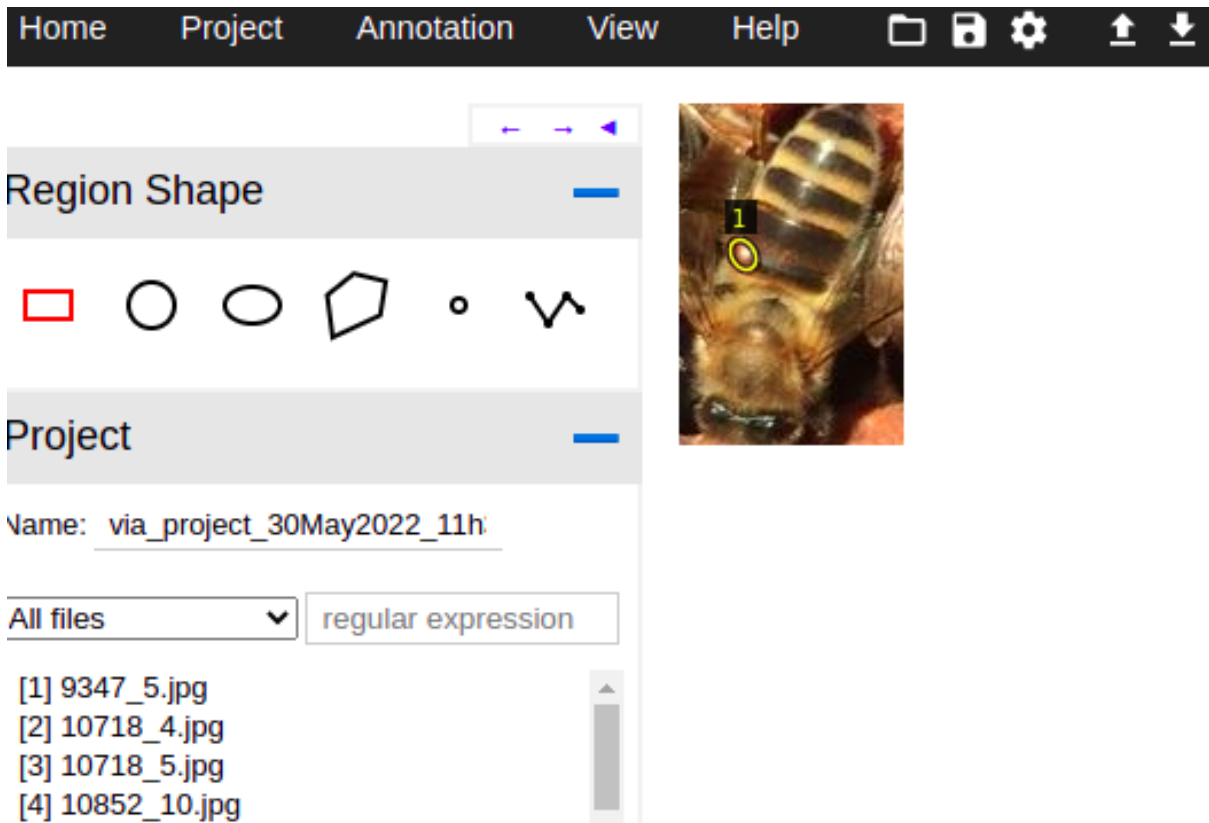 Home Project Annotation View Help
Region Shape
1
Project
Name: via_project_30May2022_11h
All files regular expression
[1] 9347_5.jpg
[2] 10718_4.jpg
[3] 10718_5.jpg
[4] 10852_10.jpg